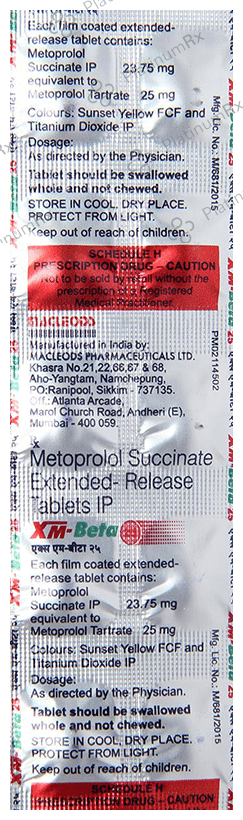 Each film coated extended-
release tablet contains:
Metoprolol
Succinate IP 23.75 mg
equivalent to
Metoprolol Tartrate 25 mg
Colours: Sunset Yellow FCF and
Titanium Dioxide IP
Dosage:
As directed by the Physician.
Tablet should be swallowed
whole and not chewed.
STORE IN COOL, DRY PLACE.
PROTECT FROM LIGHT.
Keep out of reach of children.
Mfg. Lic. No. M/681/2015
SCHEDULE H
PRESCRIPTION DRUG – CAUTION
Not to be sold by retail without the
prescription of a Registered
Medical Practitioner
MACLEODS
Manufactured in India by:
MACLEODS PHARMACEUTICALS LTD.
Khasra No.21,22,66,67 & 68,
Aho-Yangtam, Namchepung,
PO:Ranipool, Sikkim - 737135.
Off.: Atlanta Arcade,
Marol Church Road, Andheri (E),
Mumbai - 400 059.
PM02114502
Rx
Metoprolol Succinate
Extended- Release
Tablets IP
XM-Beta 25
एक्स एम-बीटा २५
Each film coated extended-
release tablet contains:
Metoprolol
Succinate IP 23.75 mg
equivalent to
Metoprolol Tartrate 25 mg
Colours: Sunset Yellow FCF and
Titanium Dioxide IP
Dosage:
As directed by the Physician.
Tablet should be swallowed
whole and not chewed.
STORE IN COOL, DRY PLACE.
PROTECT FROM LIGHT.
Keep out of reach of children.
Mfg. Lic. No.: M/681/2015
SCHEDULE H
PRESCRIPTION DRUG – CAUTION
PlatinumRx